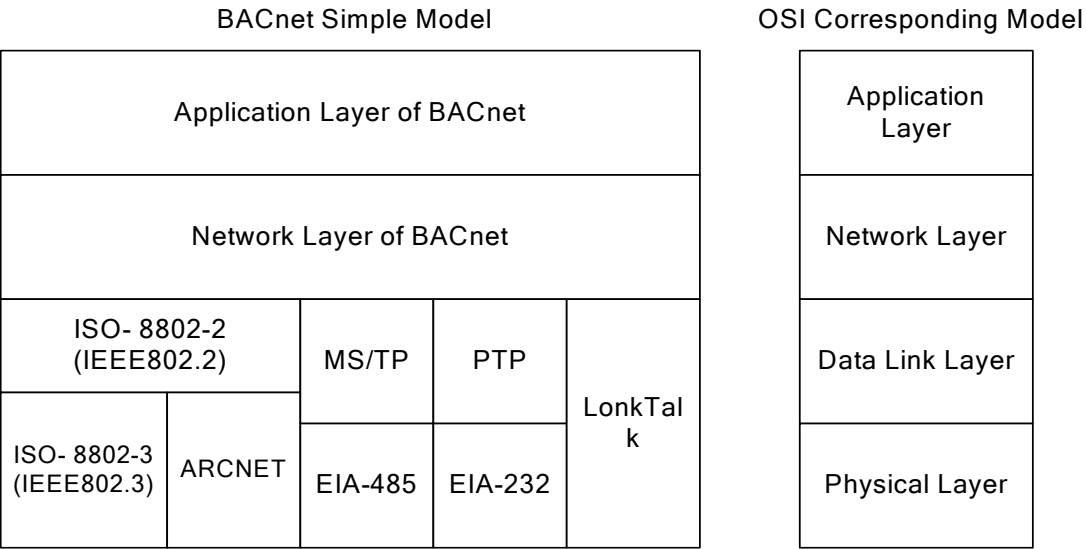 BACnet Simple Model
OSI Corresponding Model
Application Layer of BACnet
Application
Layer
Network Layer of BACnet
Network Layer
ISO- 8802-2
(IEEE802.2)
MS/TP
PTP
LonkTal
k
Data Link Layer
ISO- 8802-3
(IEEE802.3)
ARCNET
EIA-485
EIA-232
Physical Layer